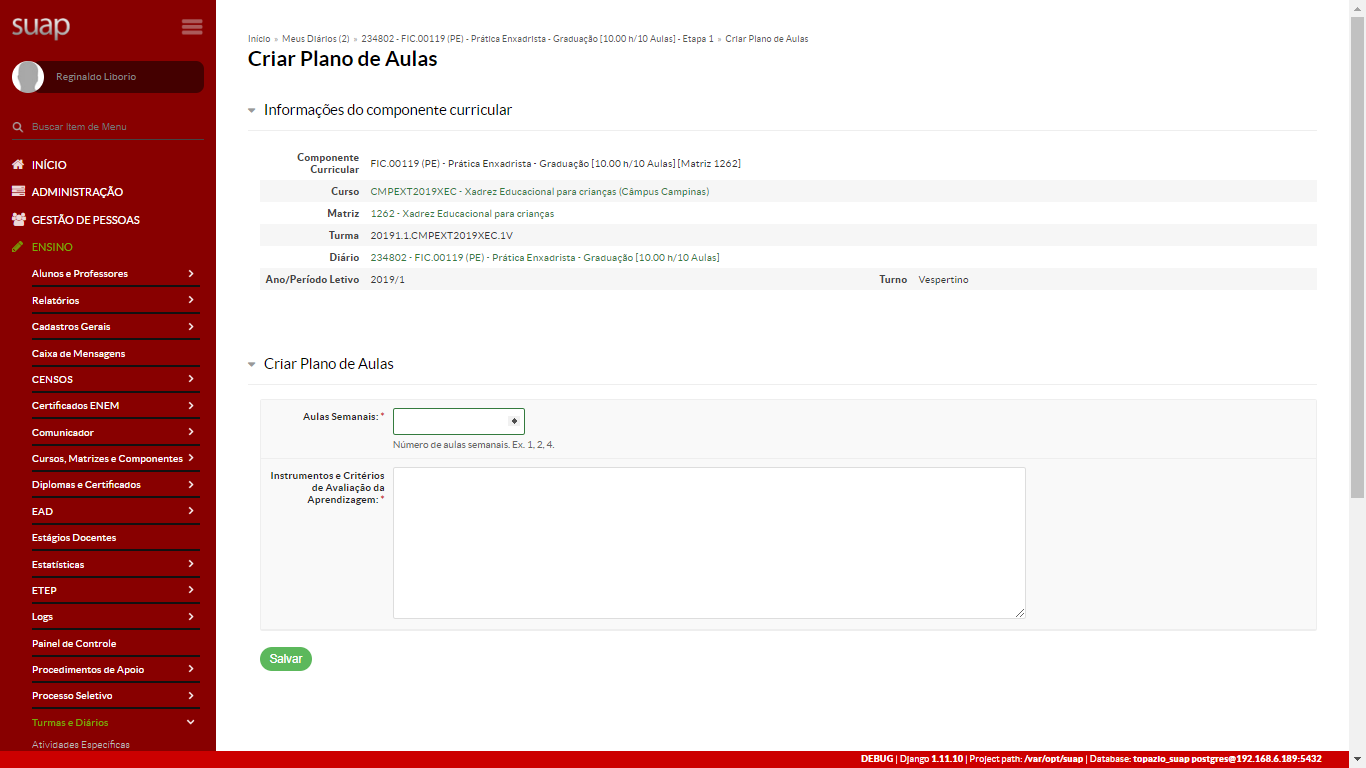 suap
Reginaldo Liborio
Buscar Item de Menu
INÍCIO
ADMINISTRAÇÃO
GESTÃO DE PESSOAS
ENSINO
Alunos e Professores
Relatórios
Cadastros Gerais
Caixa de Mensagens
CENSOS
Certificados ENEM
Comunicador
Cursos, Matrizes e Componentes
Diplomas e Certificados
EAD
Estágios Docentes
Estatísticas
ETEP
Logs
Painel de Controle
Procedimentos de Apoio
Processo Seletivo
Turmas e Diários
Atividades Específicas
Início » Meus Diários (2) » 234802 - FIC.00119 (PE) - Prática Enxadrista - Graduação [10.00 h/10 Aulas] - Etapa 1 » Criar Plano de Aulas
Criar Plano de Aulas
Informações do componente curricular
Componente
Curricular
FIC.00119 (PE) - Prática Enxadrista - Graduação [10.00 h/10 Aulas] [Matriz 1262]
Curso CMPEXT2019XEC - Xadrez Educacional para crianças (Câmpus Campinas)
Matriz 1262 - Xadrez Educacional para crianças
Turma 20191.1.CMPEXT2019XEC.1V
Diário 234802 - FIC.00119 (PE) - Prática Enxadrista - Graduação [10.00 h/10 Aulas]
Ano/Período Letivo 2019/1 Turno Vespertino
Criar Plano de Aulas
Aulas Semanais: *
Número de aulas semanais. Ex. 1, 2, 4.
Instrumentos e Critérios
de Avaliação da
Aprendizagem: *
Salvar
DEBUG | Django 1.11.10 | Project path: /var/opt/suap | Database: topazio_suap postgres@192.168.6.189:5432